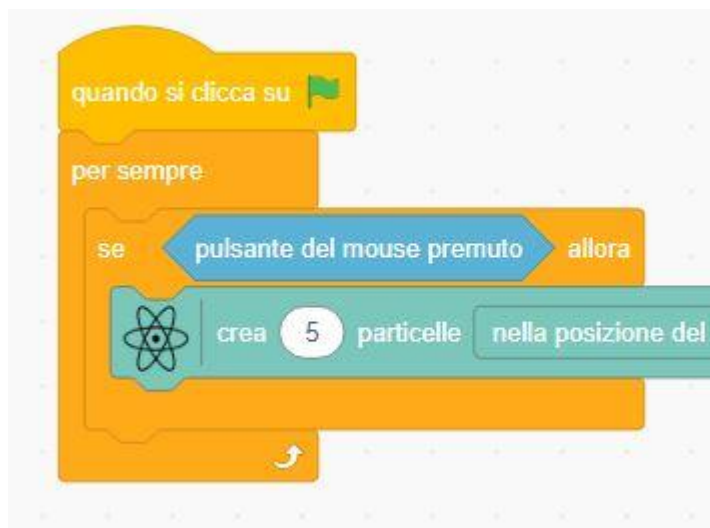 quando si clicca su
per sempre
se pulsante del mouse premuto allora
crea 5 particelle nella posizione del